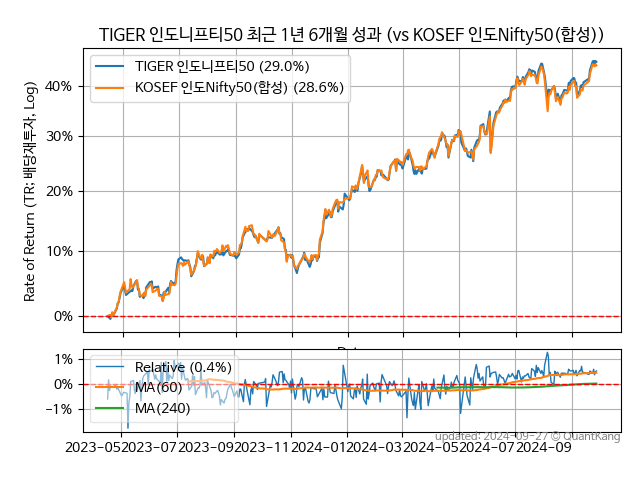 TIGER 인도니프티50 최근 1년 6개월 성과 (vs KOSEF 인도Nifty50(합성))
Rate of Return (TR: 배당재투자, Log)
TIGER 인도니프티50 (29.0%)
KOSEF 인도Nifty50(합성) (28.6%)
40%
30%
20%
10%
0%
1%
0%
−1%
Relative (0.4%)
MA(60)
MA(240)
updated: 2024-09-27 © QuantKang
2023-05 2023-07 2023-09 2023-11 2024-01 2024-03 2024-05 2024-07 2024-09